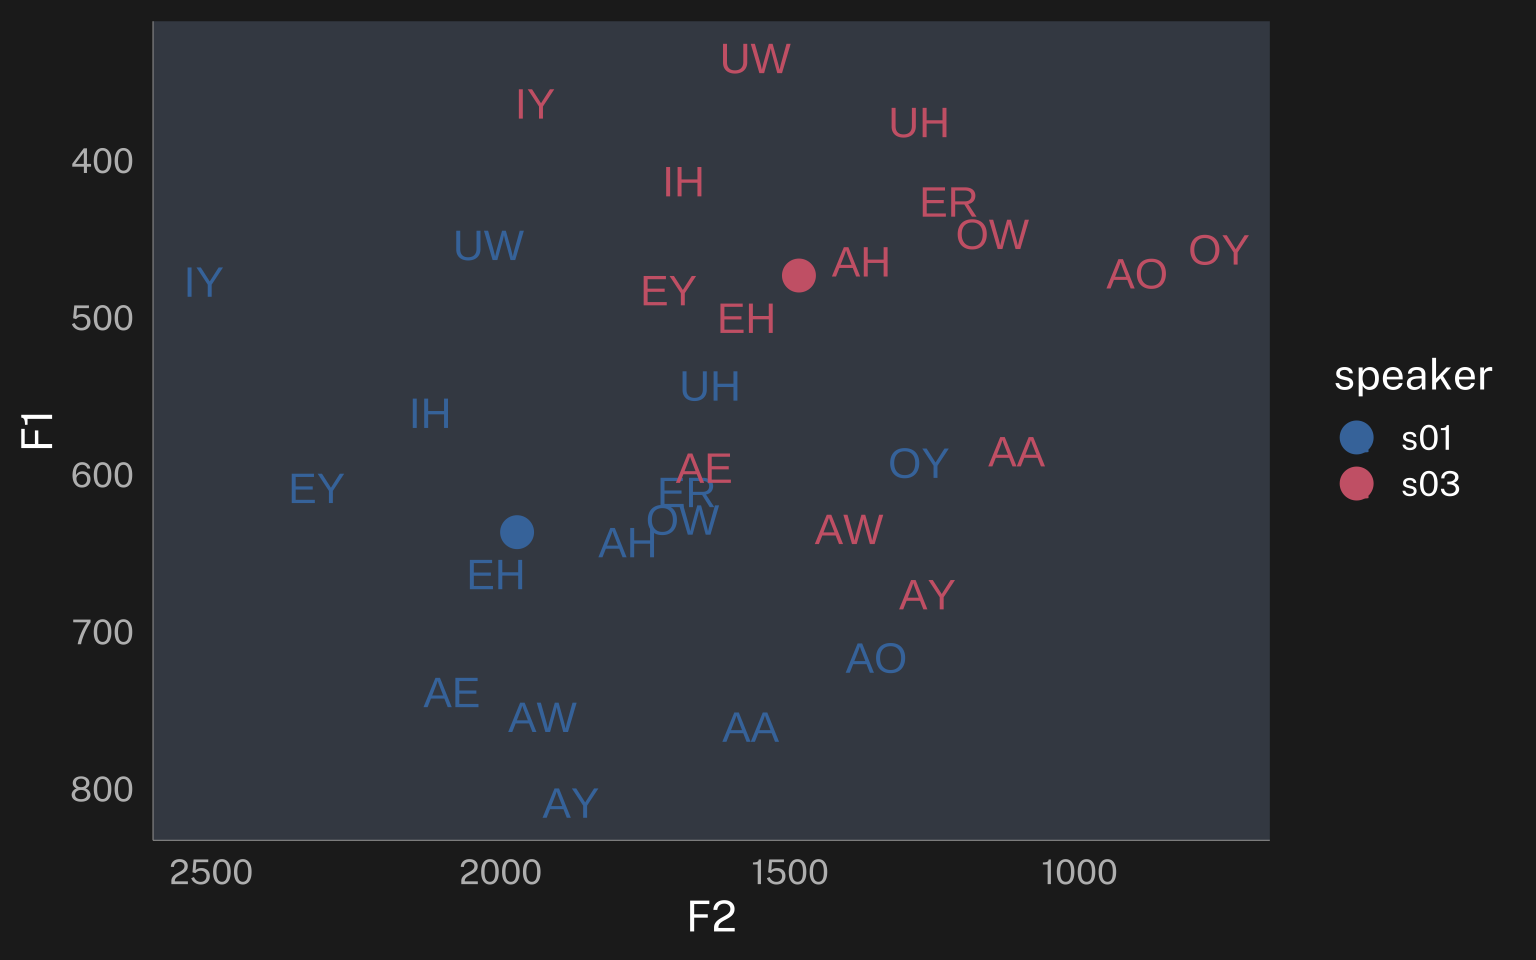 UW
IY
UH
400
IH
ER
OW
UW
OY
AH
AO
IY
EY
500
EH
speaker
UH
IH
F1
s01
AA
OY
AE
600
s03
EY
ER
OW
AW
AH
EH
AY
700
AO
AE
AW
AA
800
AY
2500 2000 1500 1000
F2